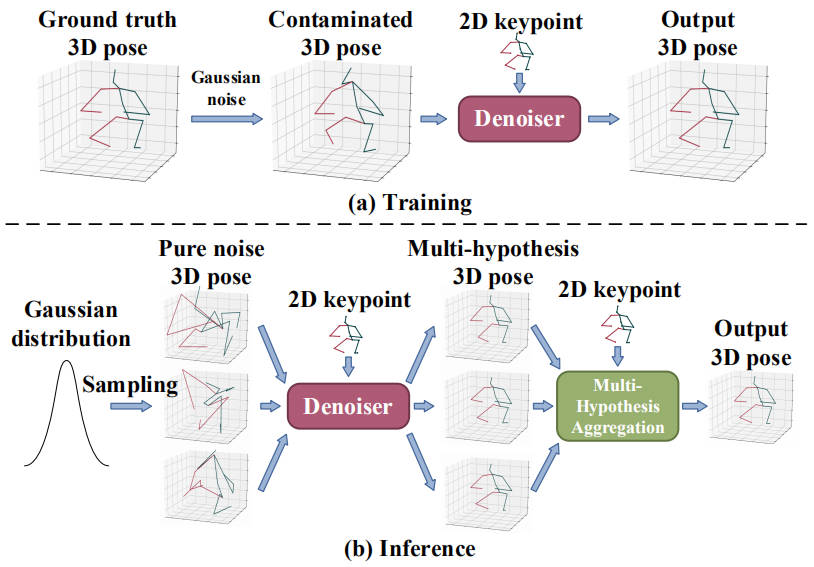 Ground truth
3D pose
Gaussian
noise
Contaminated
3D pose
2D keypoint
Denoiser
Output
3D pose
(a) Training
Gaussian
distribution
Sampling
Pure noise
3D pose
2D keypoint
Denoiser
Multi-hypothesis
3D pose
2D keypoint
Multi-
Hypothesis
Aggregation
Output
3D pose
(b) Inference